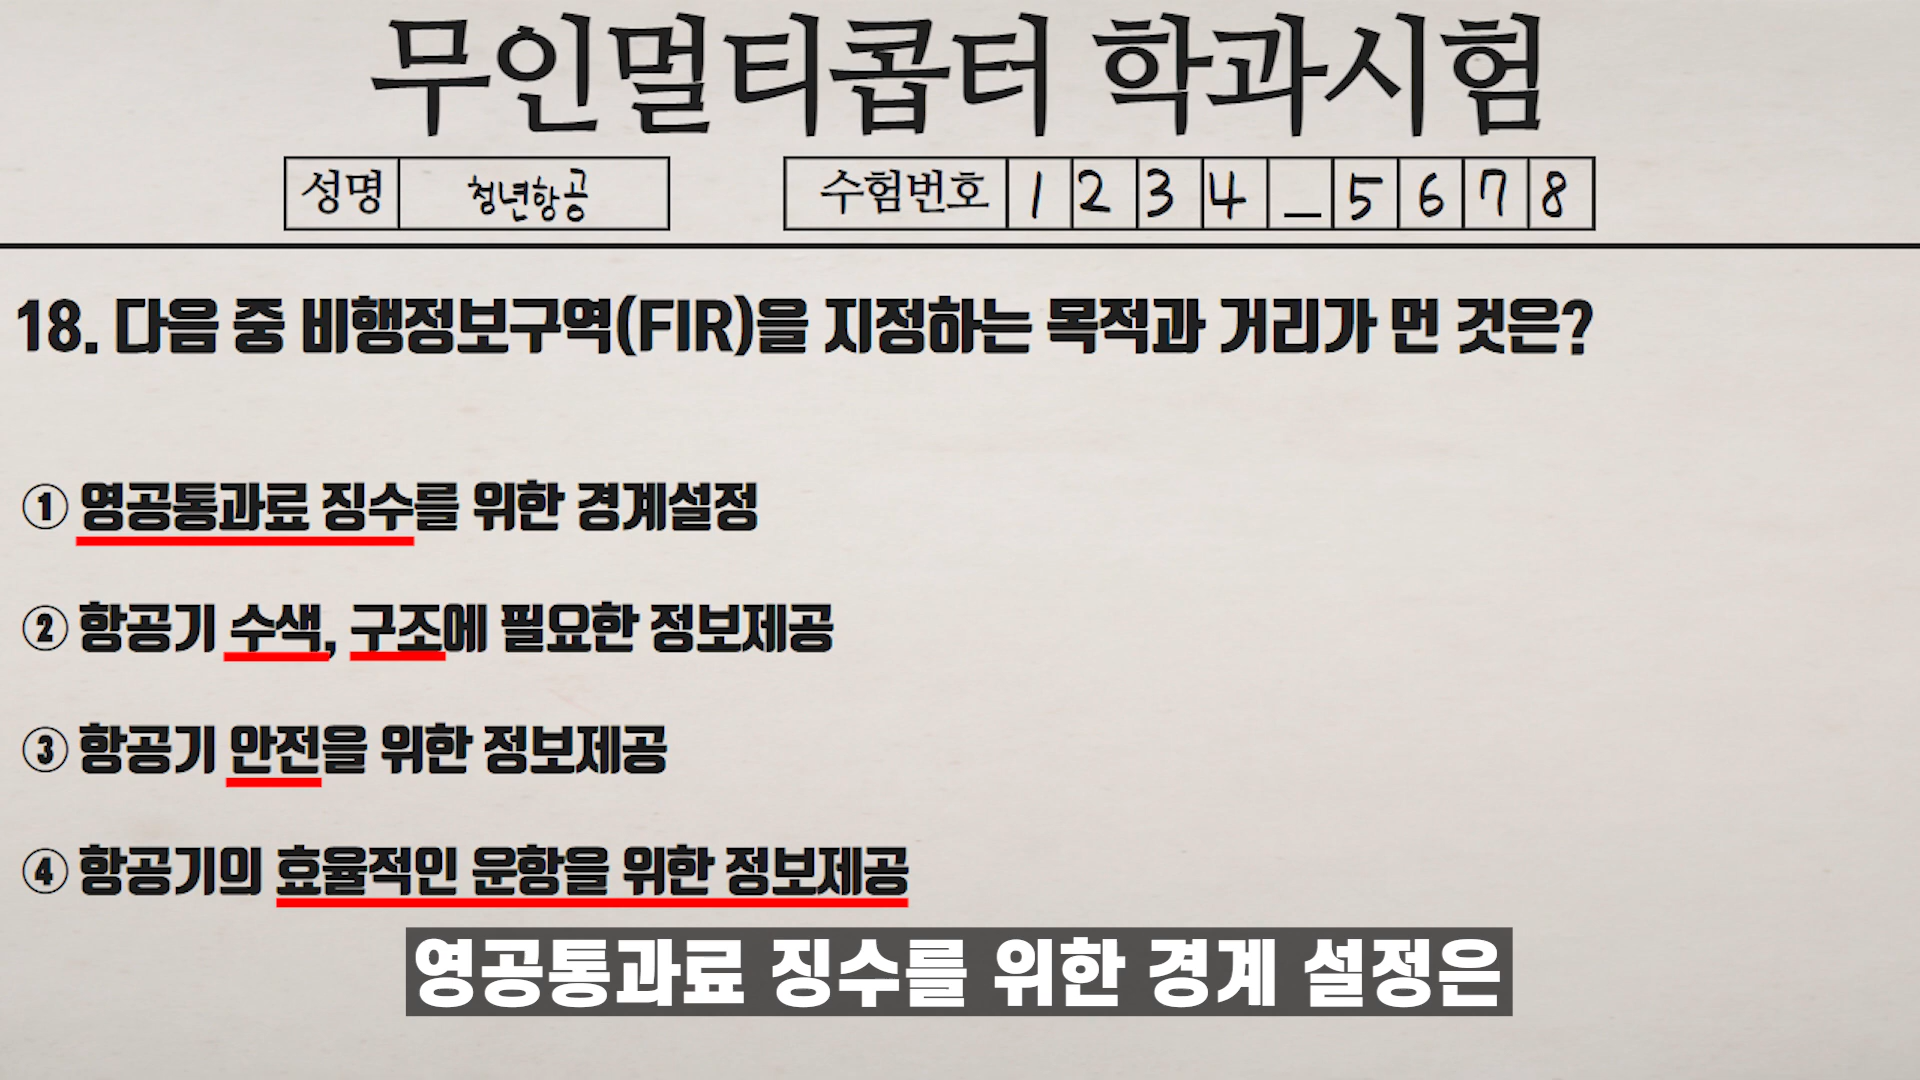 무인멀티콥터 학과시험
성명 청년항공 수험번호 1 2 3 4 _ 5 6 7 8
18. 다음 중 비행정보구역(FIR)을 지정하는 목적과 거리가 먼 것은?
① 영공통과료 징수를 위한 경계설정
② 항공기 수색, 구조에 필요한 정보제공
③ 항공기 안전을 위한 정보제공
④ 항공기의 효율적인 운항을 위한 정보제공
영공통과료 징수를 위한 경계 설정은